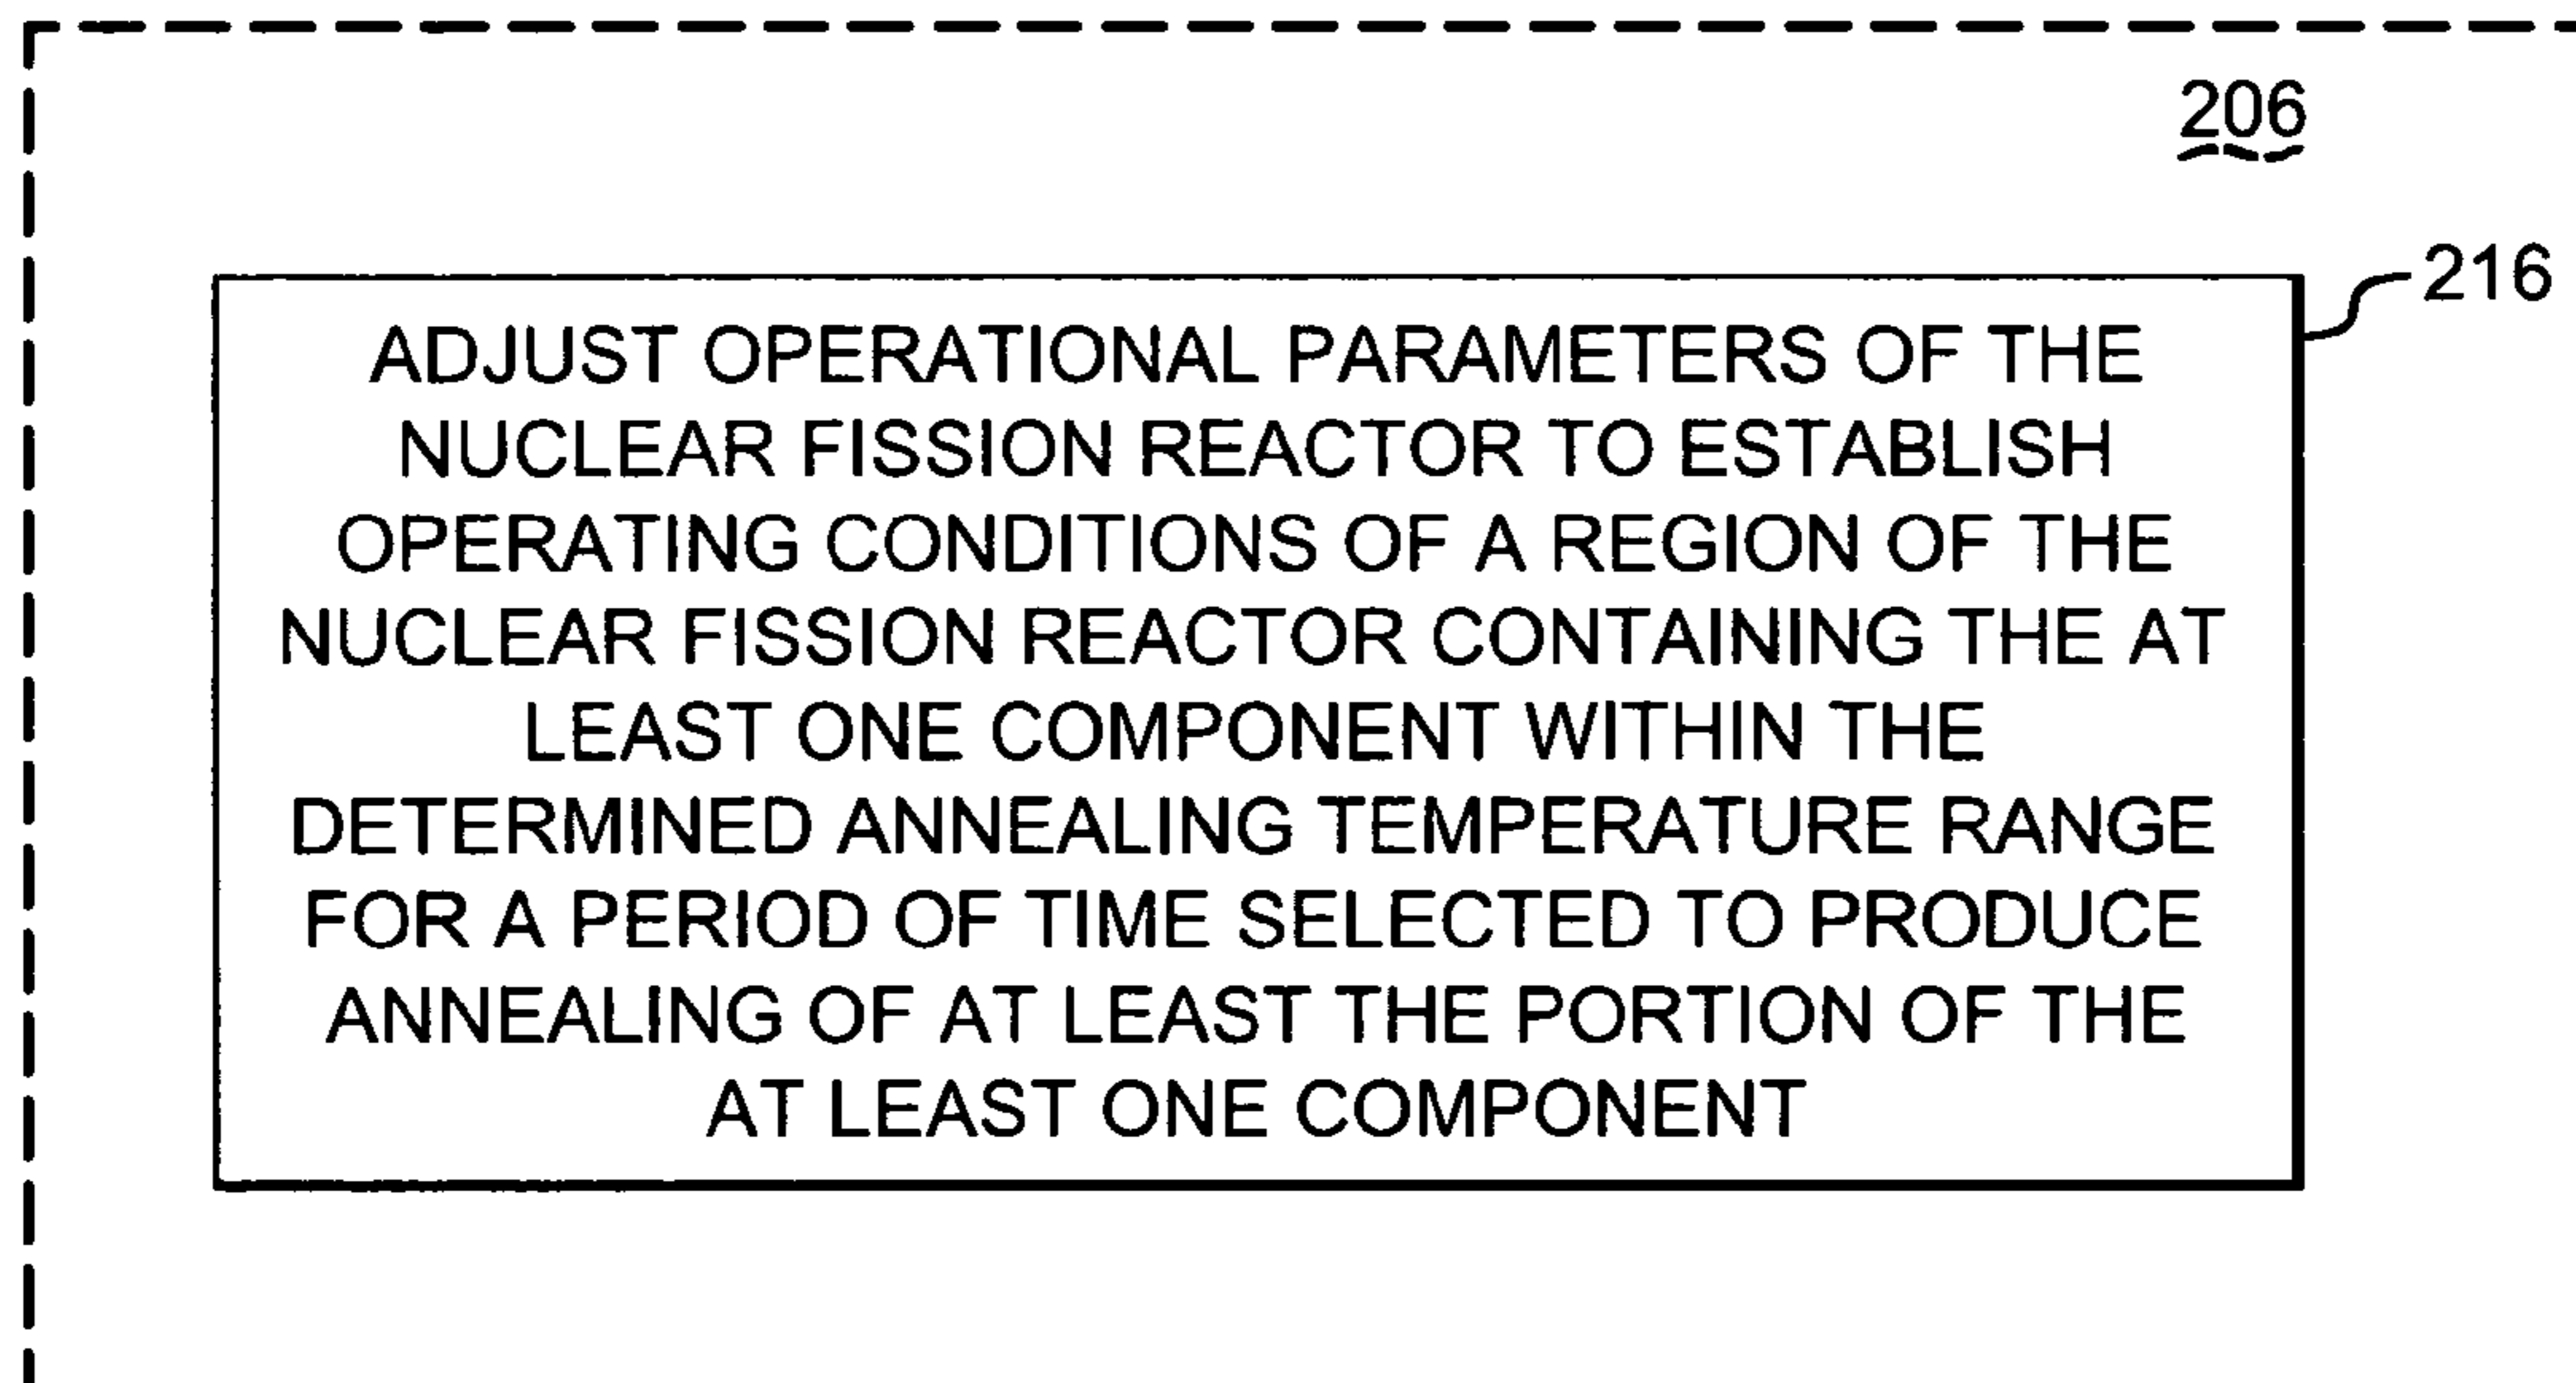 206
216
ADJUST OPERATIONAL PARAMETERS OF THE
NUCLEAR FISSION REACTOR TO ESTABLISH
OPERATING CONDITIONS OF A REGION OF THE
NUCLEAR FISSION REACTOR CONTAINING THE AT
LEAST ONE COMPONENT WITHIN THE
DETERMINED ANNEALING TEMPERATURE RANGE
FOR A PERIOD OF TIME SELECTED TO PRODUCE
ANNEALING OF AT LEAST THE PORTION OF THE
AT LEAST ONE COMPONENT